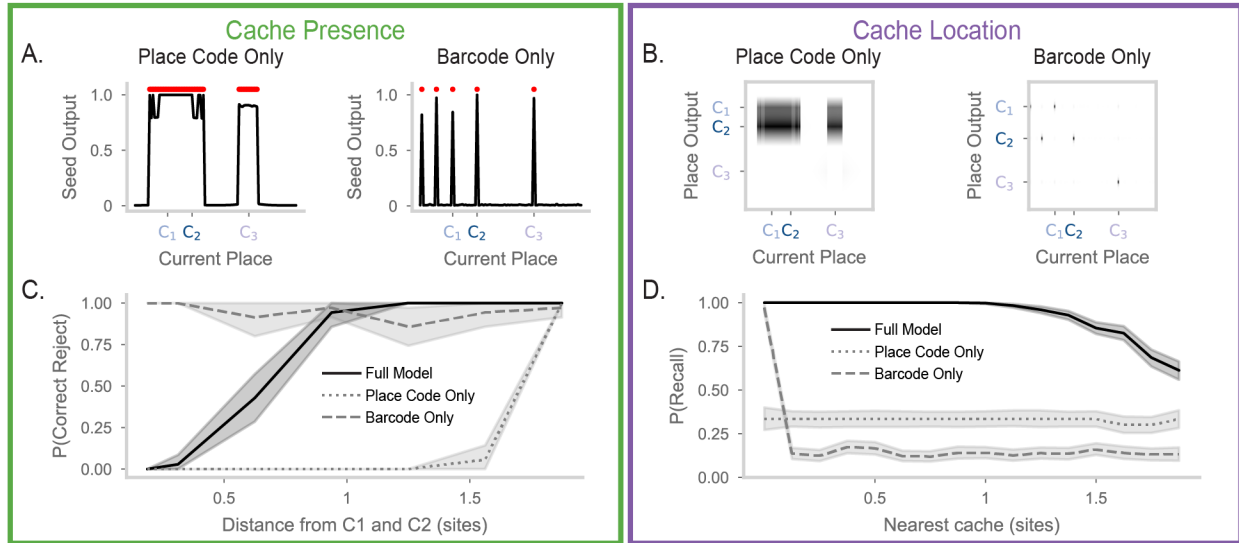 Cache Presence
A.
Place Code Only
Barcode Only
Seed Output
1.0
0.5
0
C1
C2
C3
Current Place
Seed Output
1.0
0.5
0
C1
C2
C3
Current Place
Cache Location
B.
Place Code Only
Barcode Only
Place Output
C1
C2
C3
C1
C2
C3
Current Place
Place Output
C1
C2
C3
C1
C2
C3
Current Place
C.
P(Correct Reject)
1.00
0.75
0.50
0.25
0.00
Full Model
Place Code Only
Barcode Only
0.5
1
1.5
Distance from C1 and C2 (sites)
D.
P(Recall)
1.00
0.75
0.50
0.25
0.00
Full Model
Place Code Only
Barcode Only
0.5
1
1.5
Nearest cache (sites)